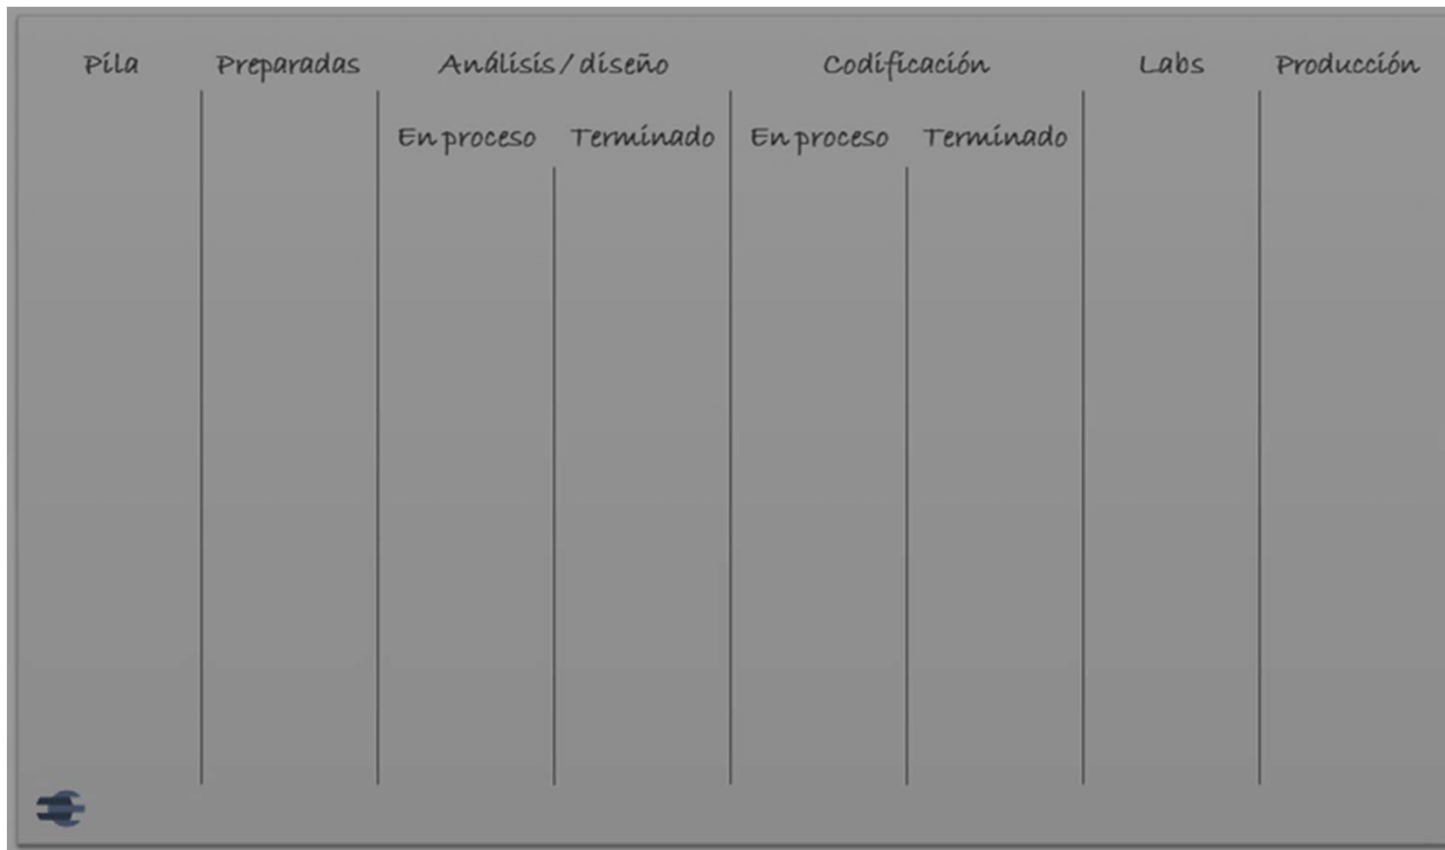 Pila Preparadas Análisis / diseño Codificación Labs Producción
En proceso Terminado En proceso Terminado